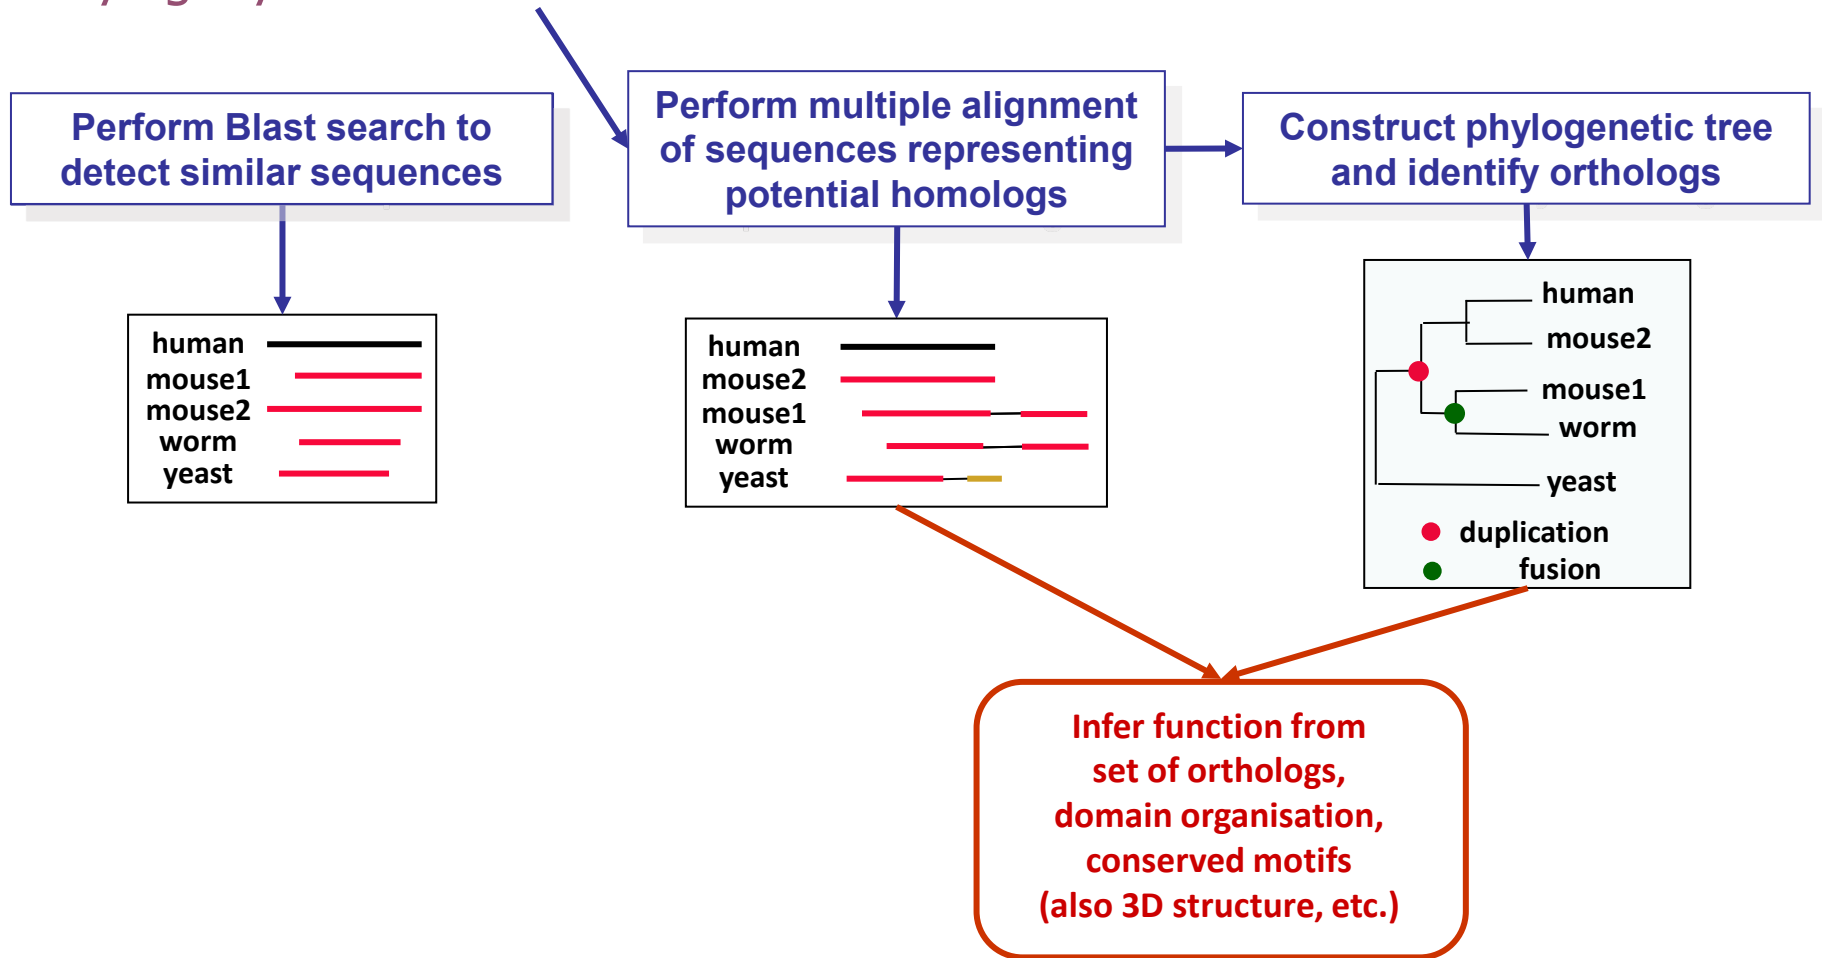 Perform Blast search to
detect similar sequences
Perform multiple alignment
of sequences representing
potential homologs
Construct phylogenetic tree
and identify orthologs
human
mouse1
mouse2
worm
yeast
human
mouse2
mouse1
worm
yeast
human
mouse2
mouse1
worm
yeast
duplication
fusion
Infer function from
set of orthologs,
domain organisation,
conserved motifs
(also 3D structure, etc.)